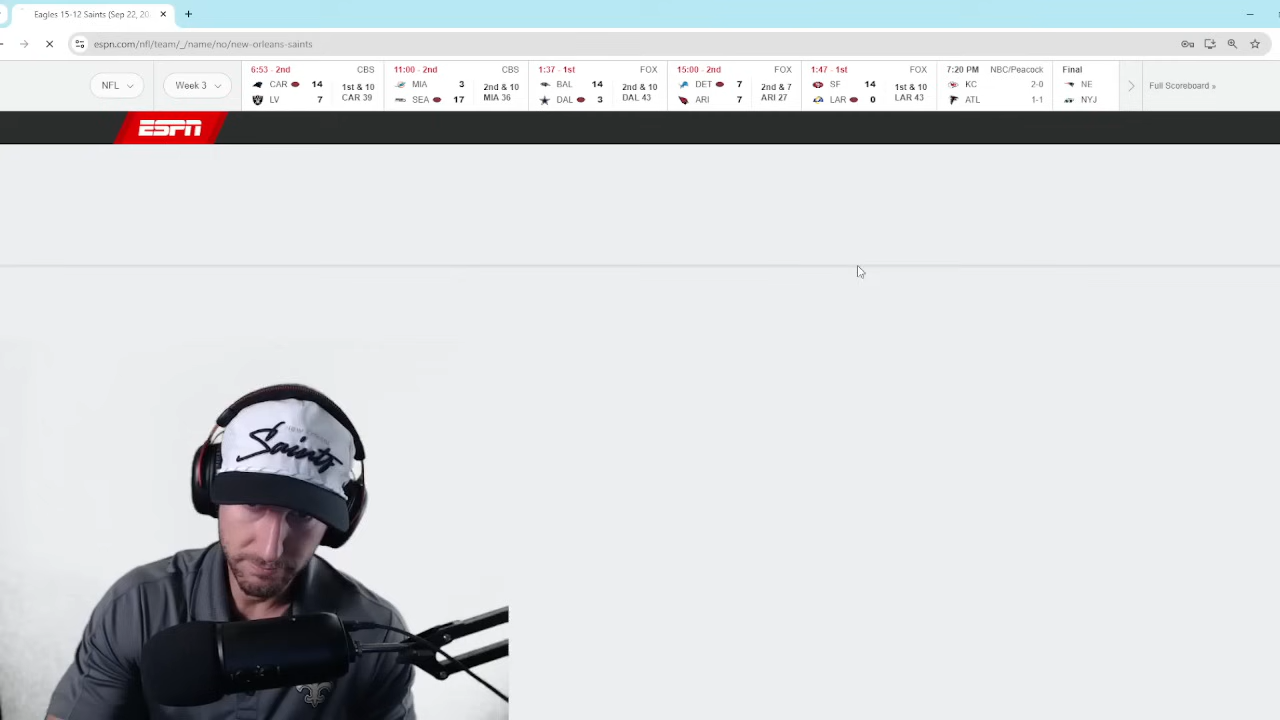 Eagles 15-12 Saints (Sep 22, 20
espn.com/nfl/team/_/name/no/new-orleans-saints
NFL
Week 3
6:53 - 2nd CBS
CAR 14 1st & 10
LV 7 CAR 39
11:00 - 2nd CBS
MIA 3 2nd & 10
SEA 17 MIA 36
1:37 - 1st FOX
BAL 14 2nd & 10
DAL 3 DAL 43
15:00 - 2nd FOX
DET 7 2nd & 7
ARI 7 ARI 27
1:47 - 1st FOX
SF 14 1st & 10
LAR 0 LAR 43
7:20 PM NBC/Peacock
KC 2-0
ATL 1-1
Final
NE
NYJ
Full Scoreboard »
ESPN
Saints